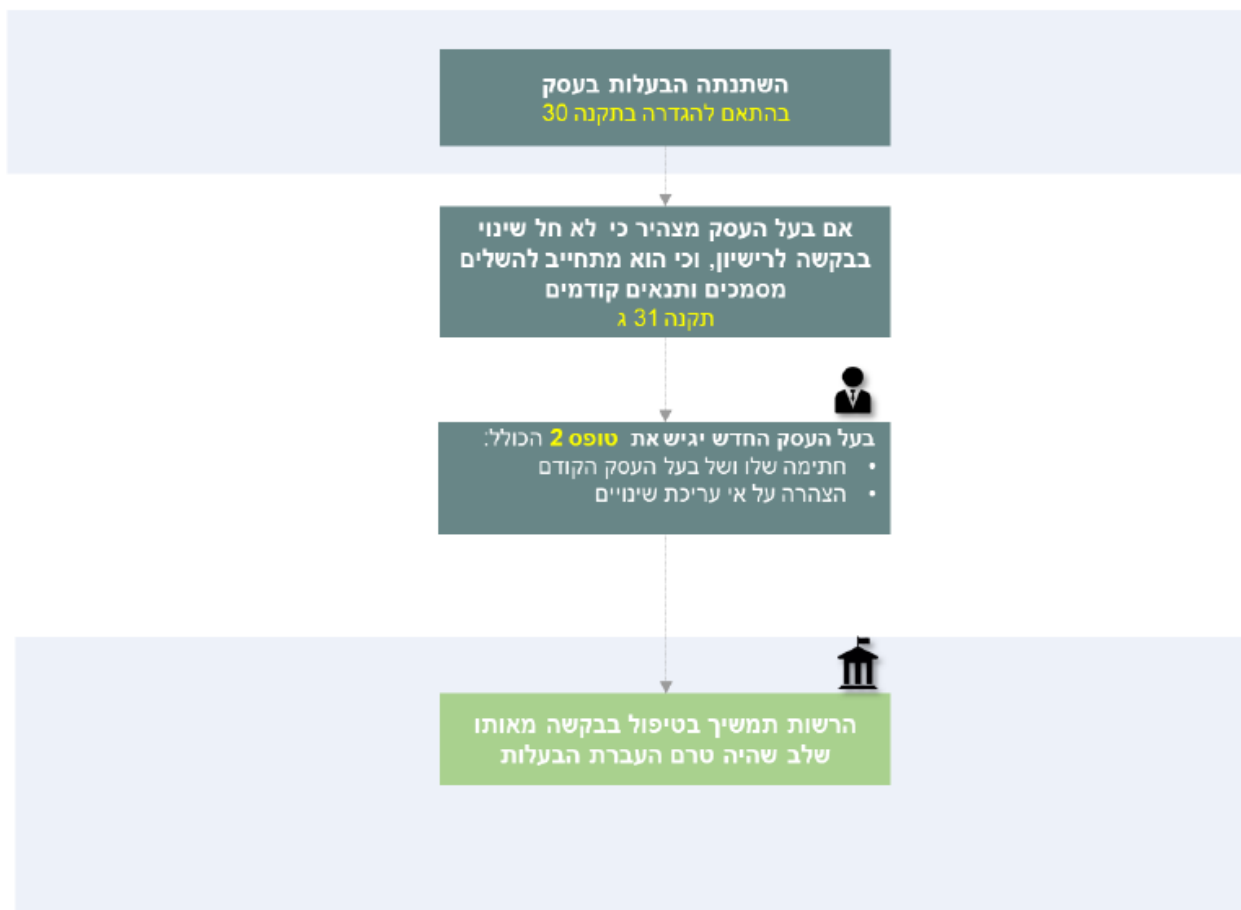 השתנתה הבעלות בעסק
בהתאם להגדרה בתקנה 30
אם בעל העסק מצהיר כי לא חל שינוי
בבקשה לרישיון, וכי הוא מתחייב להשלים
מסמכים ותנאים קודמים
תקנה 31 ג
בעל העסק החדש יגיש את טופס 2 הכולל:
• חתימה שלו ושל בעל העסק הקודם
• הצהרה על אי עריכת שינויים
הרשות תמשיך בטיפול בבקשה מאותו
שלב שהיה טרם העברת הבעלות